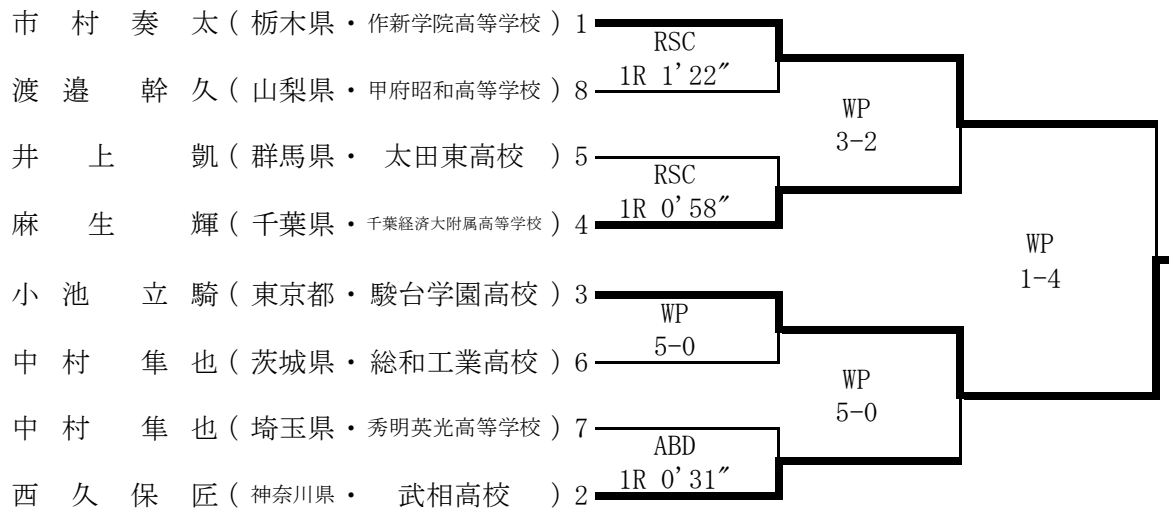 市村奏太（栃木県・作新学院高等学校）1
RSC
1R 1'22″
渡邉幹久（山梨県・甲府昭和高等学校）8
WP
3-2
井上凱（群馬県・太田東高校）5
RSC
1R 0'58″
麻生輝（千葉県・千葉経済大附属高等学校）4
WP
1-4
小池立騎（東京都・駿台学園高校）3
WP
5-0
中村隼也（茨城県・総和工業高校）6
WP
5-0
中村隼也（埼玉県・秀明英光高等学校）7
ABD
1R 0'31″
西久保匠（神奈川県・武相高校）2